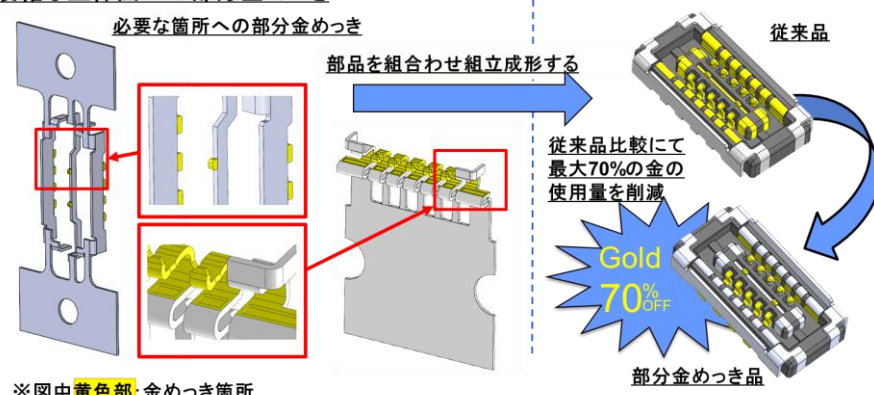 必要な箇所への部分金めっき
部品を組合わせ組立成形する
従来品
従来品比較にて
最大70%の金の
使用量を削減
Gold
70%OFF
部分金めっき品
※図中黄色部:金めっき箇所